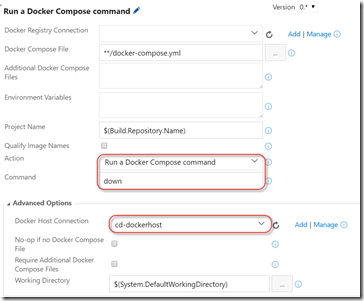 Run a Docker Compose command
Version 0.*
Docker Registry Connection
Add | Manage
Docker Compose File
**/docker-compose.yml
...
Additional Docker Compose Files
Environment Variables
Project Name
$(Build.Repository.Name)
Qualify Image Names
Action
Run a Docker Compose command
Command
down
Advanced Options
Docker Host Connection
cd-dockerhost
Add | Manage
No-op if no Docker Compose File
Require Additional Docker Compose Files
Working Directory
$(System.DefaultWorkingDirectory)
...